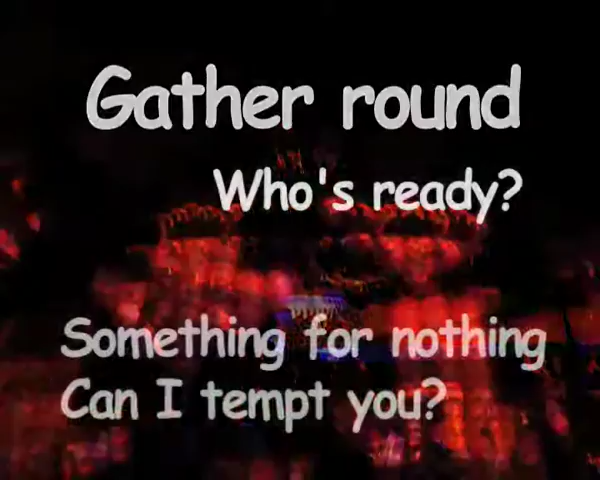 Gather round
Who's ready?
Something for nothing
Can I tempt you?